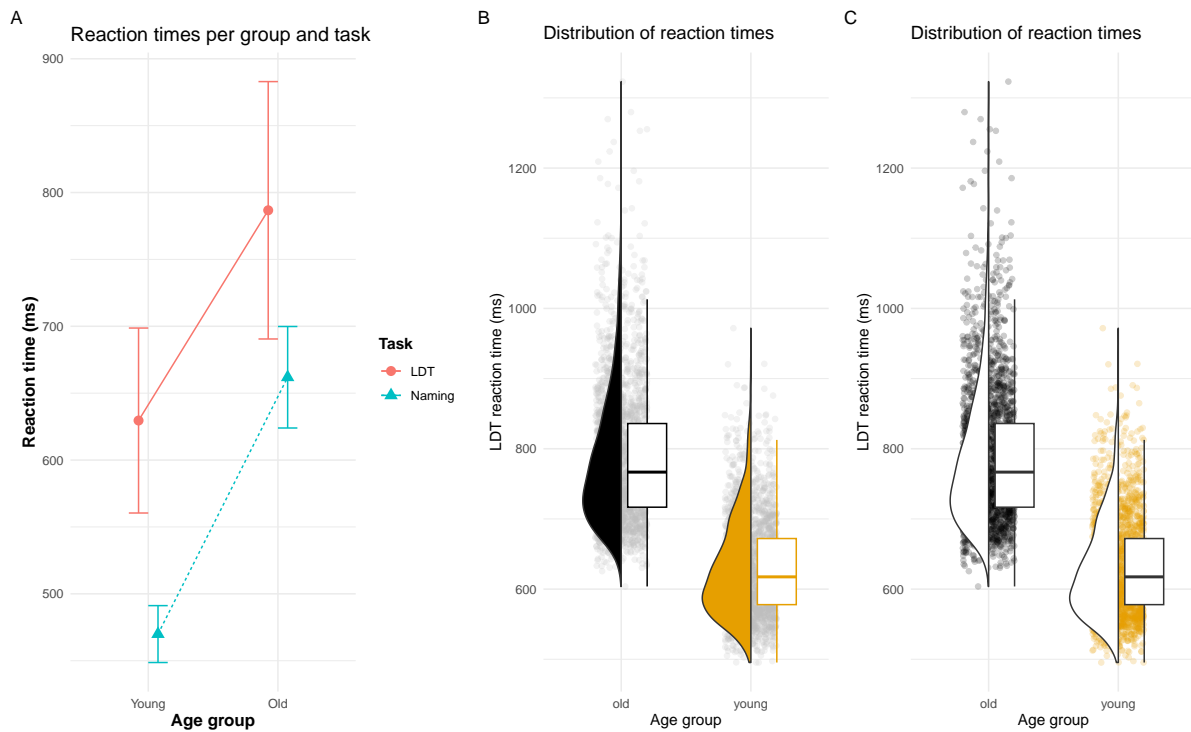 A
Reaction times per group and task
900
800
700
600
500
Reaction time (ms)
Young
Old
Age group
Task
LDT
Naming
B
Distribution of reaction times
1200
1000
800
600
LDT reaction time (ms)
old
young
Age group
C
Distribution of reaction times
1200
1000
800
600
LDT reaction time (ms)
old
young
Age group